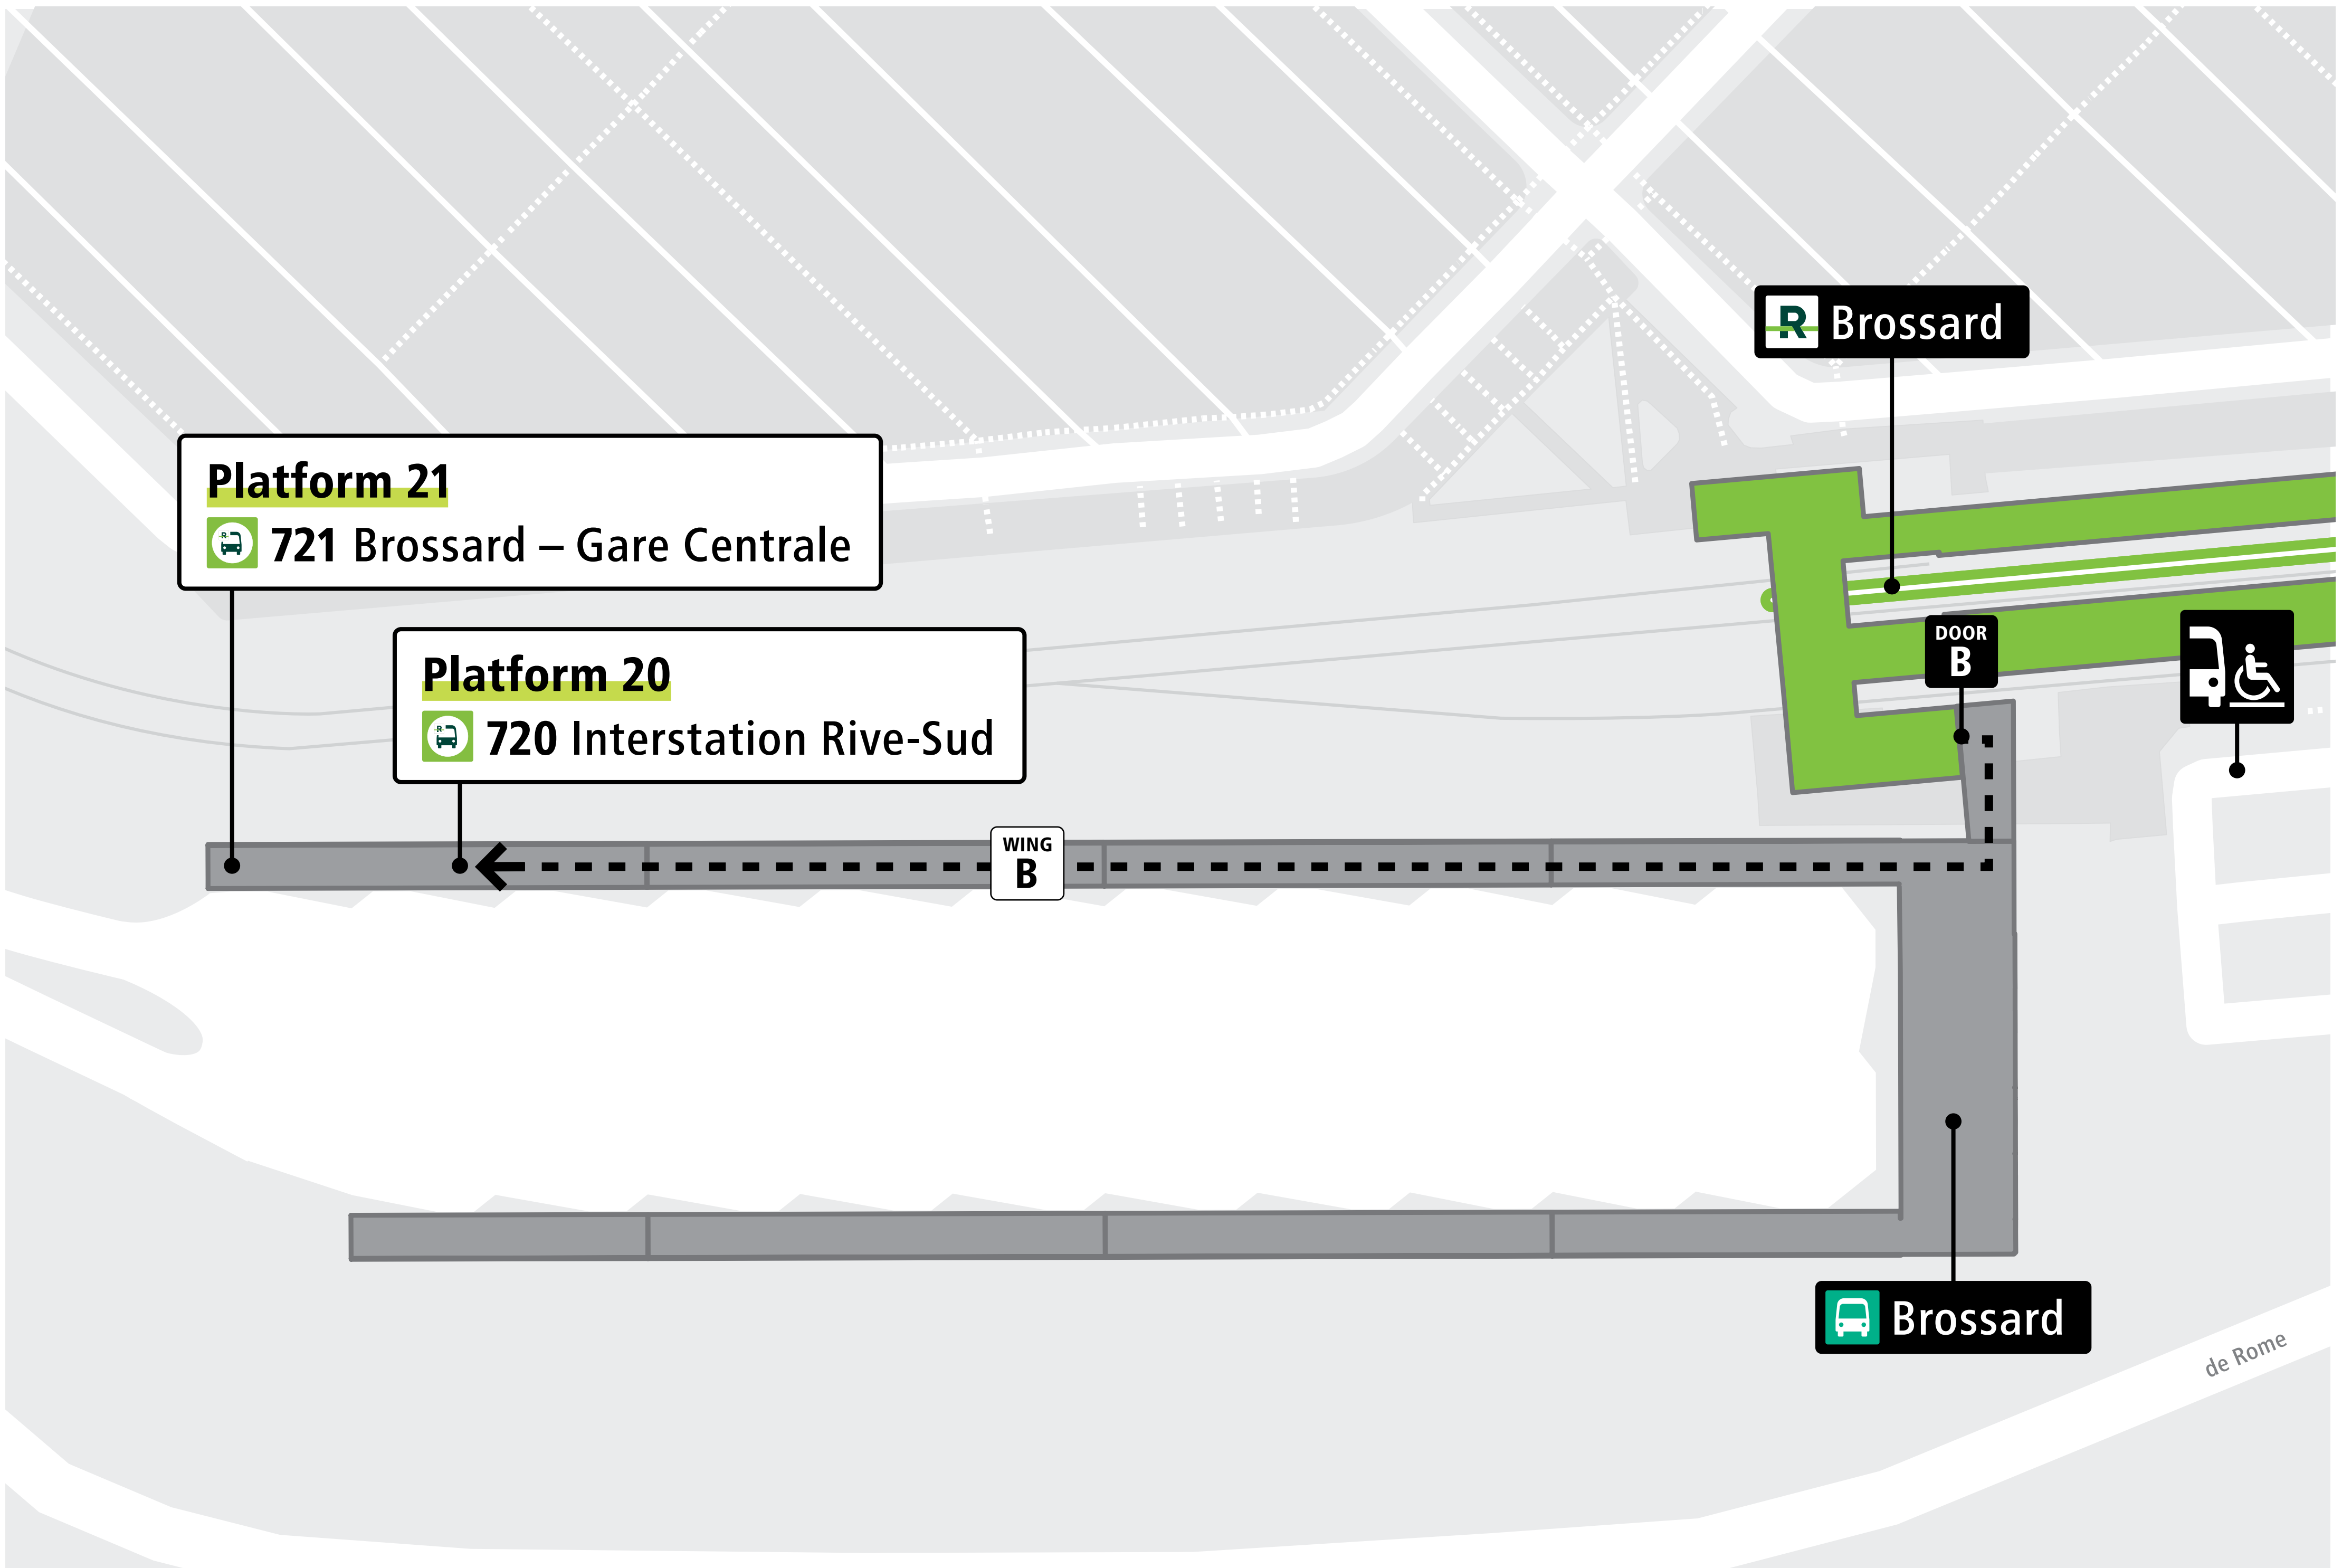 R Brossard
Platform 21
721 Brossard – Gare Centrale
DOOR
B
Platform 20
720 Interstation Rive-Sud
WING
B
Brossard
de Rome